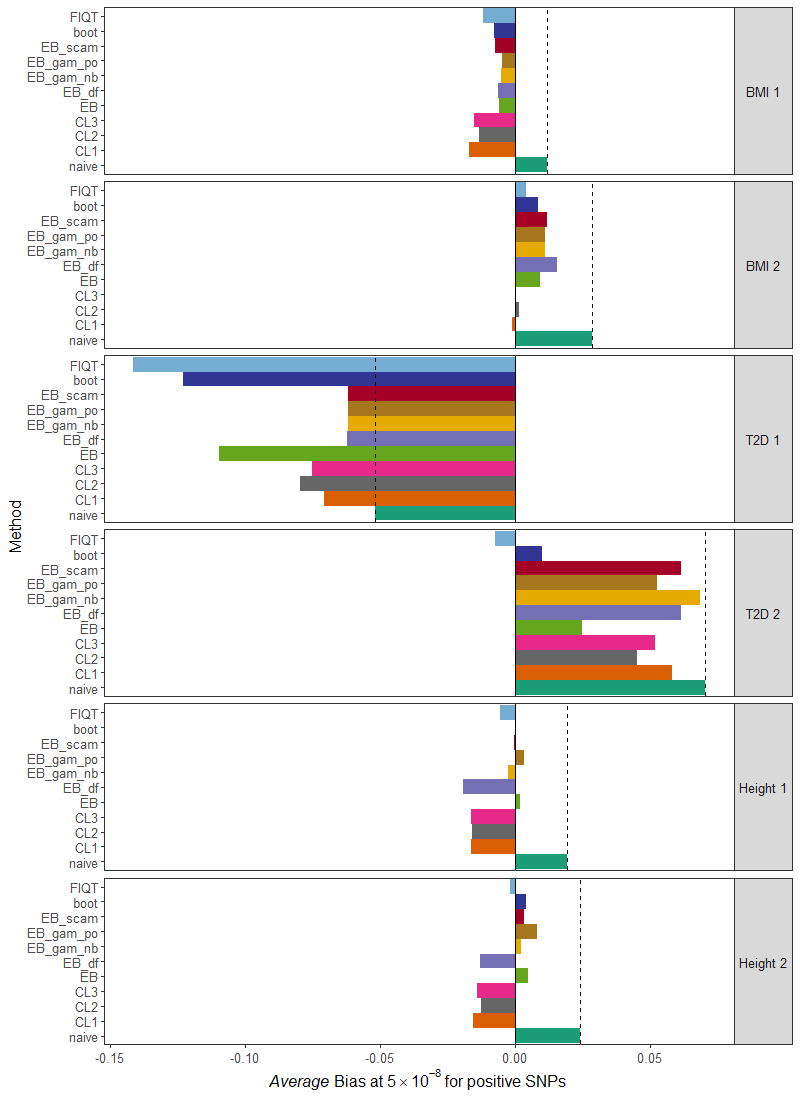 FIQT
boot
EB_scam
EB_gam_po
EB_gam_nb
EB_df
EB
CL3
CL2
CL1
naive
BMI 1
FIQT
boot
EB_scam
EB_gam_po
EB_gam_nb
EB_df
EB
CL3
CL2
CL1
naive
BMI 2
FIQT
boot
EB_scam
EB_gam_po
EB_gam_nb
EB_df
EB
CL3
CL2
CL1
naive
T2D 1
Method
FIQT
boot
EB_scam
EB_gam_po
EB_gam_nb
EB_df
EB
CL3
CL2
CL1
naive
T2D 2
FIQT
boot
EB_scam
EB_gam_po
EB_gam_nb
EB_df
EB
CL3
CL2
CL1
naive
Height 1
FIQT
boot
EB_scam
EB_gam_po
EB_gam_nb
EB_df
EB
CL3
CL2
CL1
naive
Height 2
-0.15 -0.10 -0.05 0.00 0.05
Average Bias at 5 × 10⁻⁸ for positive SNPs